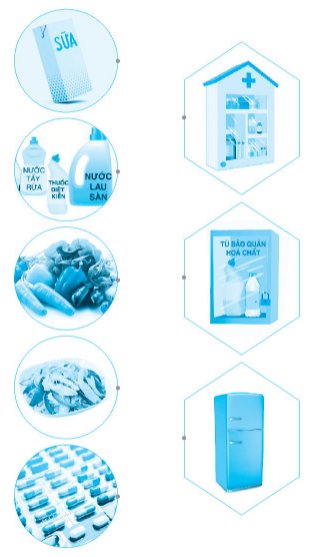 SỮA
NƯỚC
TẨY
RỬA
THUỐC
DIỆT
KIẾN
NƯỚC
LAU
SÀN
TỦ BẢO QUẢN
HOÁ CHẤT